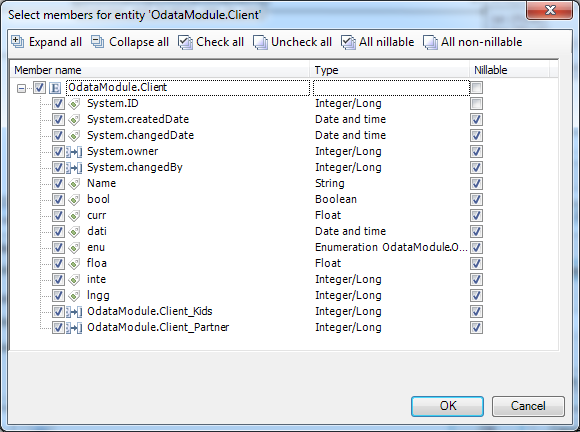 Select members for entity 'OdataModule.Client'
Expand all Collapse all Check all Uncheck all All nillable All non-nillable
Member name Type Nillable
E OdataModule.Client
System.ID Integer/Long
System.createdDate Date and time
System.changedDate Date and time
System.owner Integer/Long
System.changedBy Integer/Long
Name String
bool Boolean
curr Float
dati Date and time
enu Enumeration OdataModule.O...
floa Float
inte Integer/Long
lngg Integer/Long
OdataModule.Client_Kids Integer/Long
OdataModule.Client_Partner Integer/Long
OK Cancel